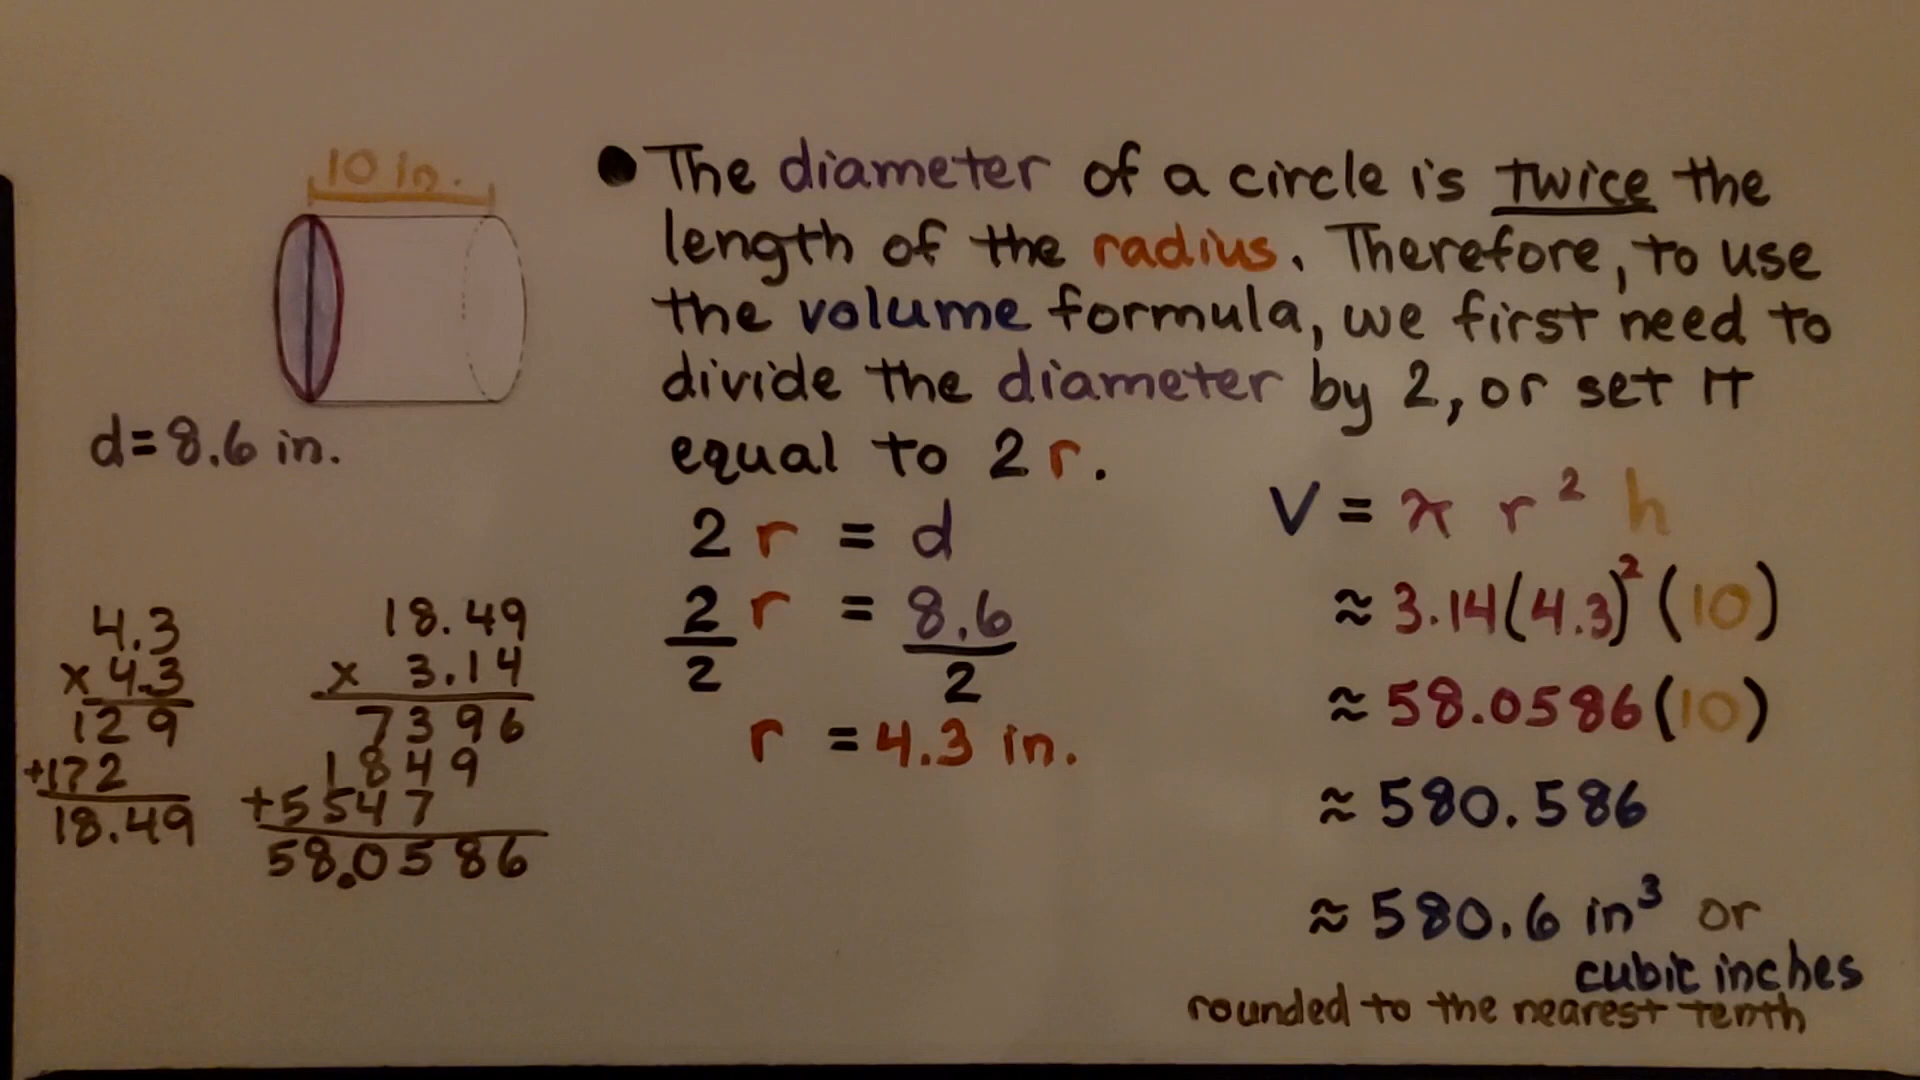 10 in.
d=8.6 in.
4.3
x 4.3
129
+172
18.49
18.49
x 3.14
7396
1849
+5547
58.0586
● The diameter of a circle is twice the
length of the radius. Therefore, to use
the volume formula, we first need to
divide the diameter by 2, or set it
equal to 2r.
2r = d
2/2 r = 8.6/2
r = 4.3 in.
V = π r² h
≈ 3.14(4.3)²(10)
≈ 58.0586(10)
≈ 580.586
≈ 580.6 in³ or
cubic inches
rounded to the nearest tenth